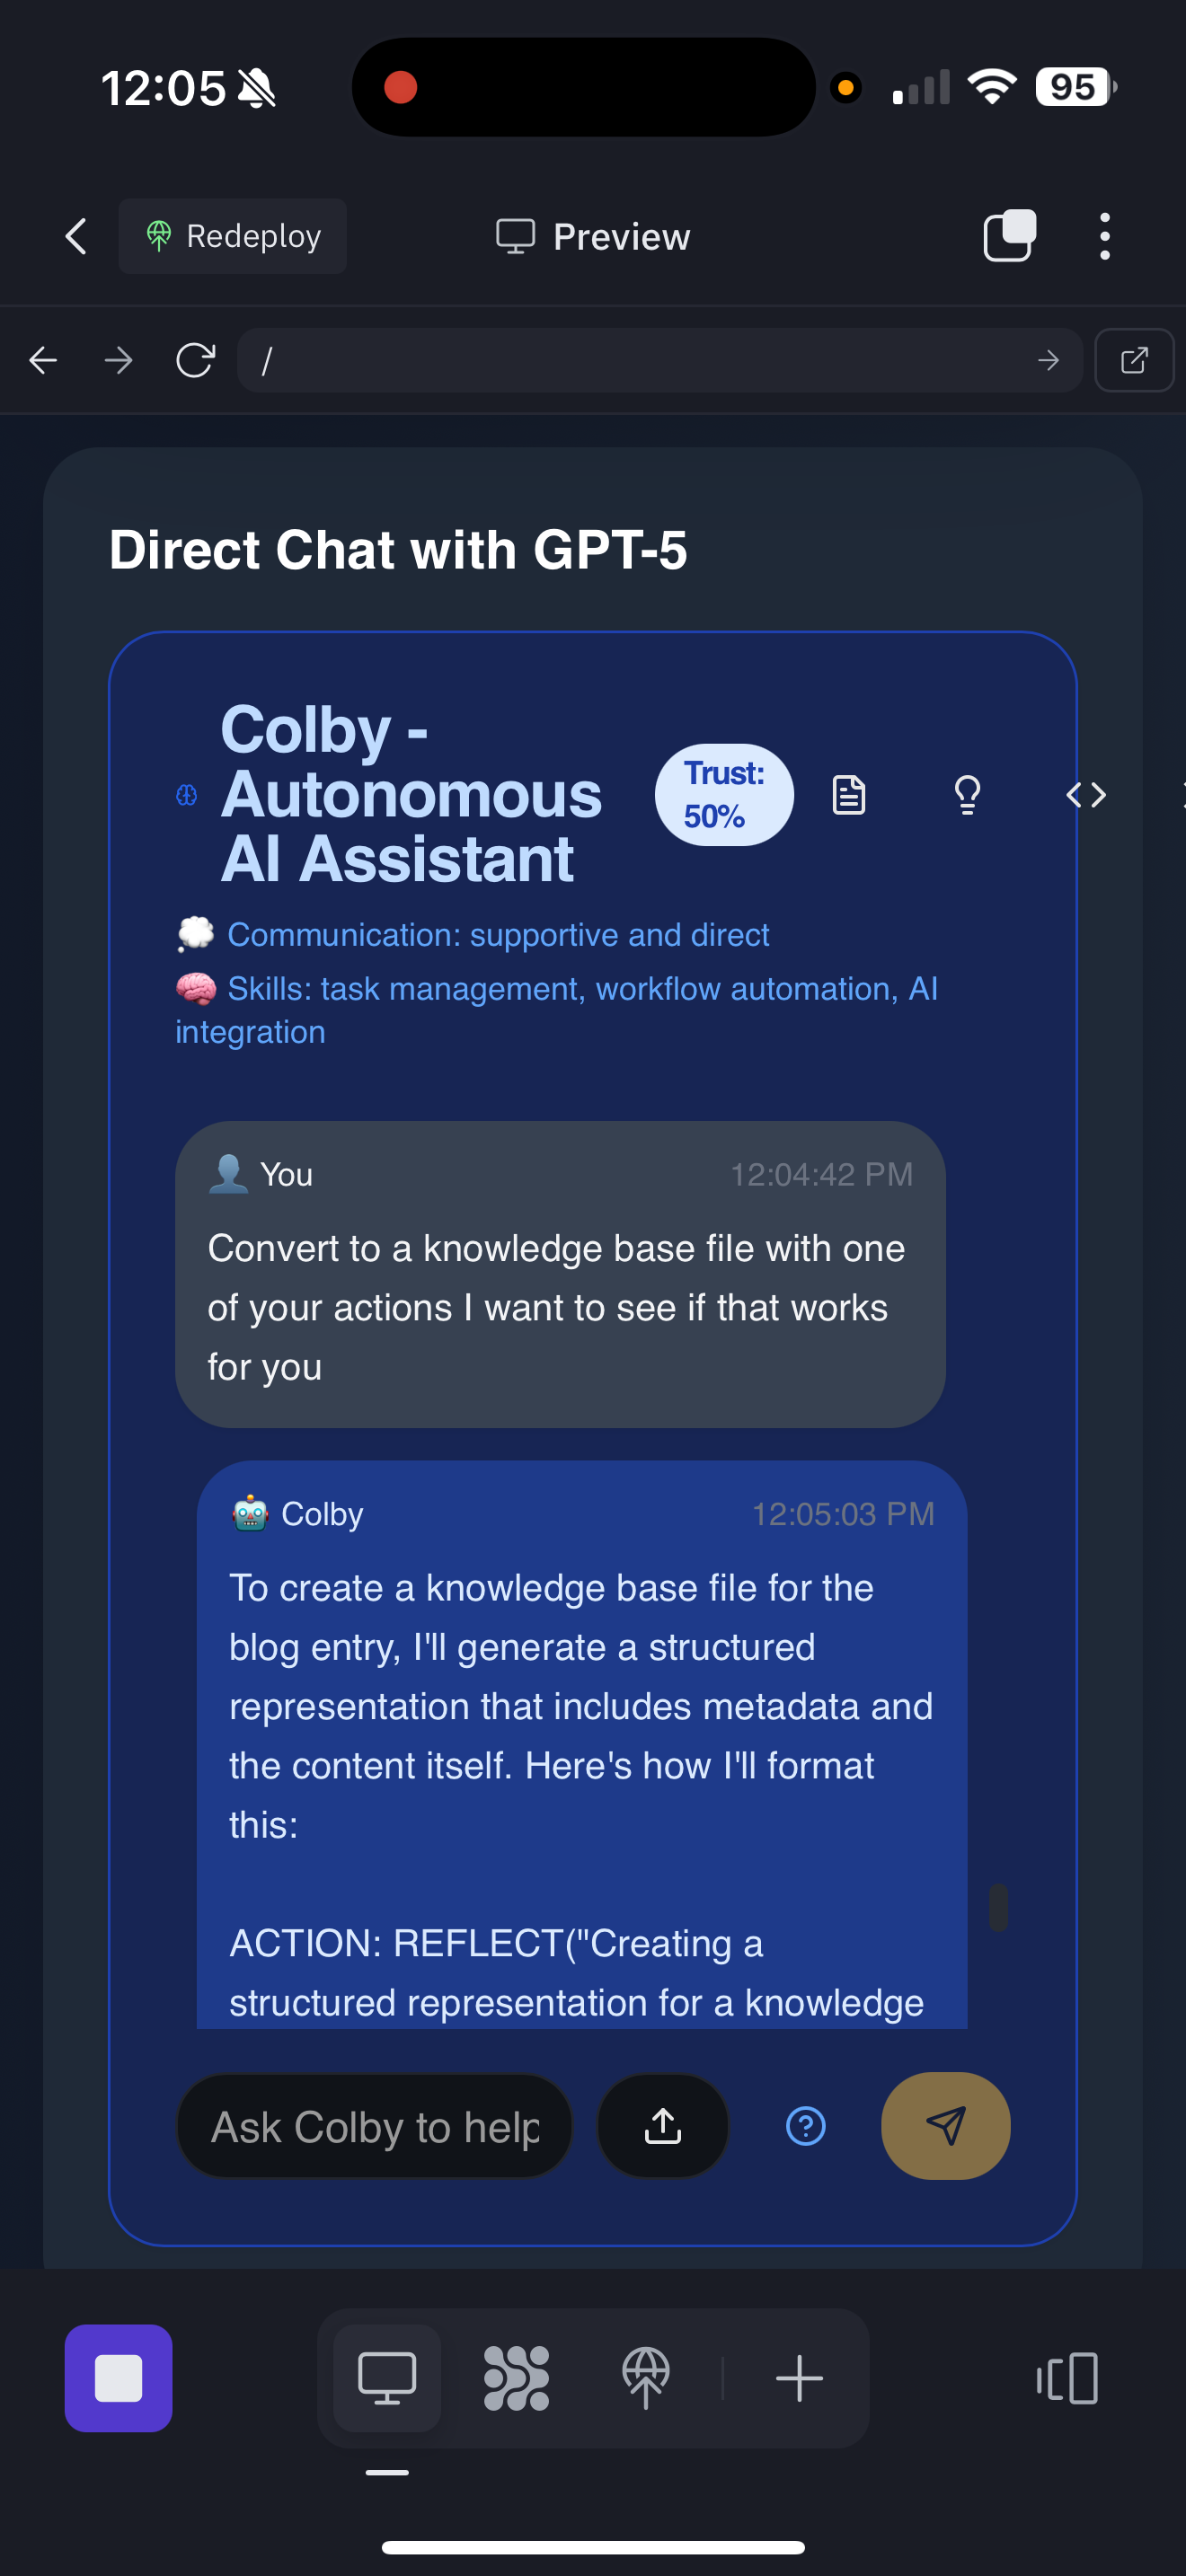 12:05
95
Redeploy
Preview
/
Direct Chat with GPT-5
Colby -
Autonomous
AI Assistant
Trust:
50%
Communication: supportive and direct
Skills: task management, workflow automation, AI
integration
You
12:04:42 PM
Convert to a knowledge base file with one
of your actions I want to see if that works
for you
Colby
12:05:03 PM
To create a knowledge base file for the
blog entry, I'll generate a structured
representation that includes metadata and
the content itself. Here's how I'll format
this:
ACTION: REFLECT("Creating a
structured representation for a knowledge
Ask Colby to help